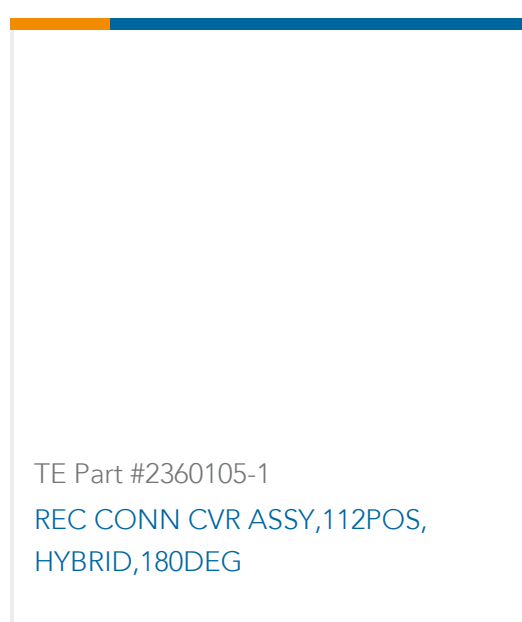 TE Part #2360105-1
REC CONN CVR ASSY,112POS,
HYBRID,180DEG